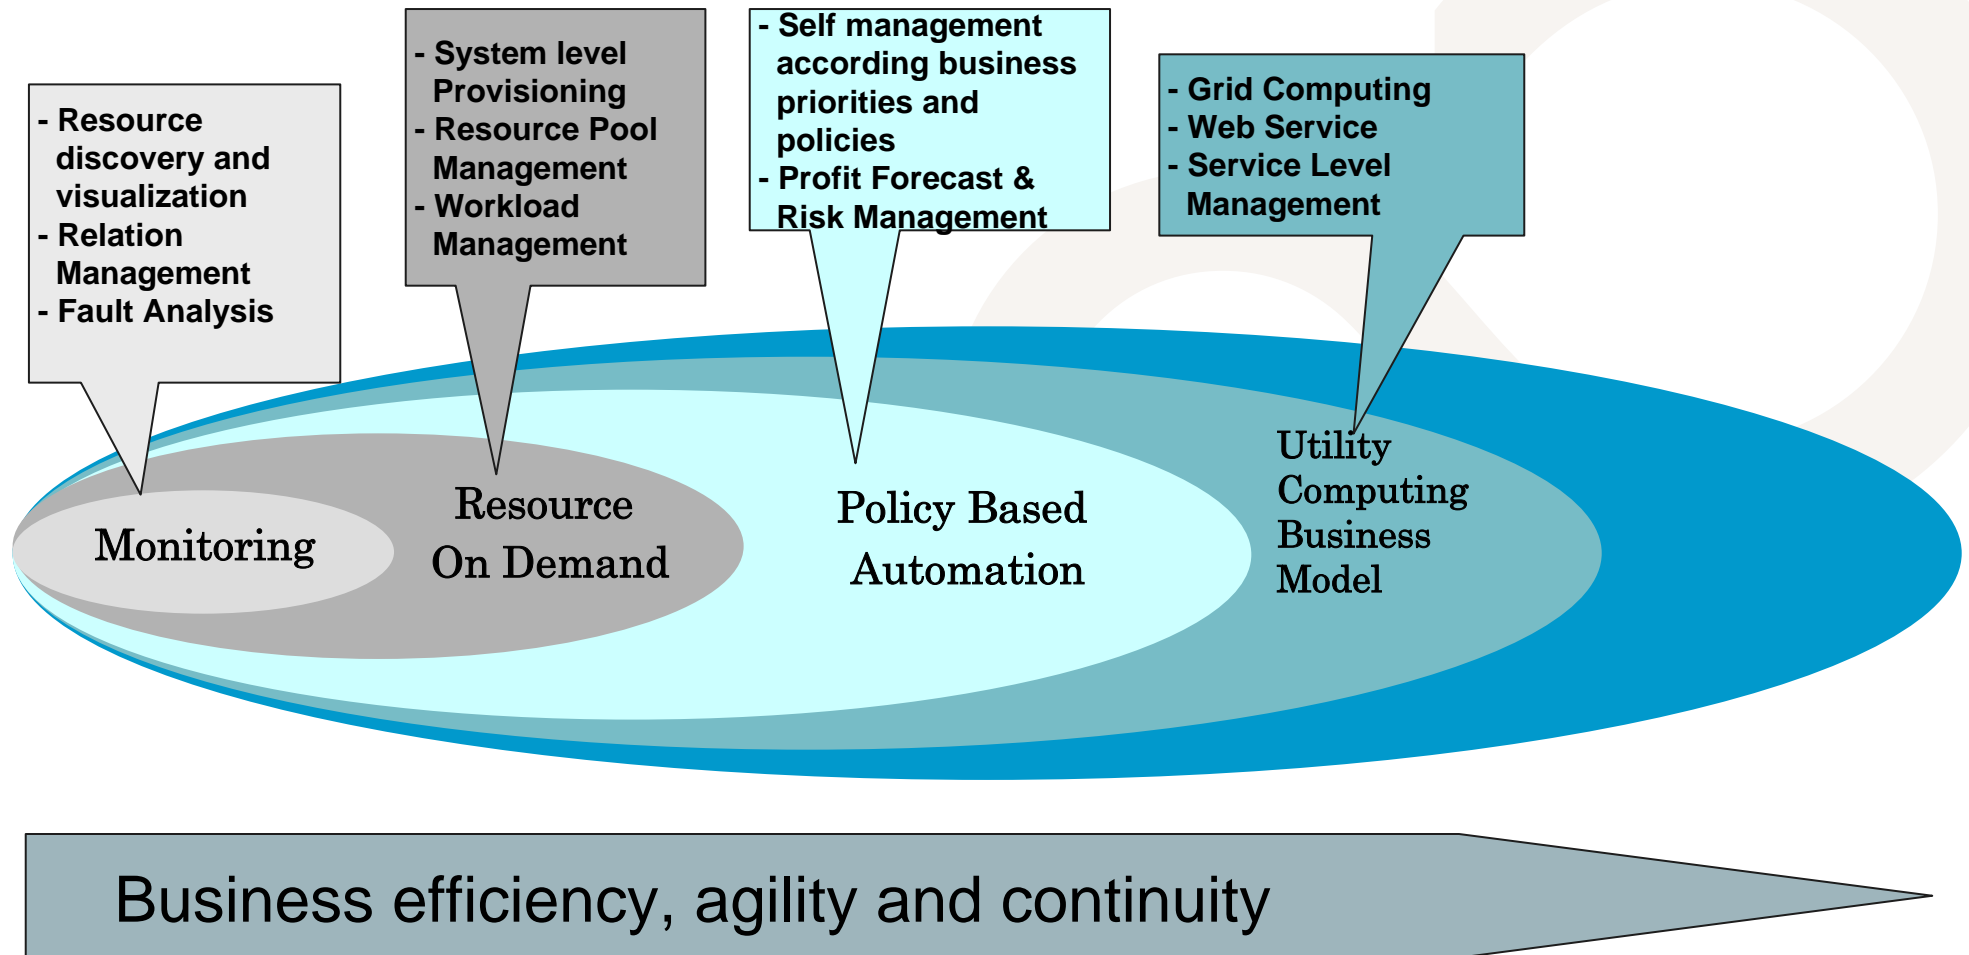 - Resource
discovery and
visualization
- Relation
Management
- Fault Analysis
- System level
Provisioning
- Resource Pool
Management
- Workload
Management
- Self management
according business
priorities and
policies
- Profit Forecast &
Risk Management
- Grid Computing
- Web Service
- Service Level
Management
Monitoring
Resource
On Demand
Policy Based
Automation
Utility
Computing
Business
Model
Business efficiency, agility and continuity